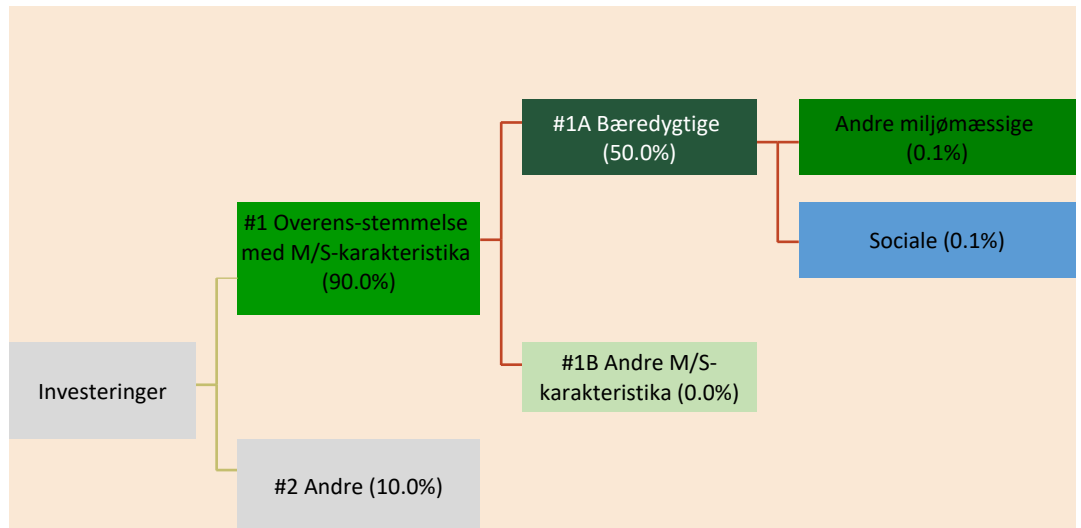 Investeringer
#1 Overens-stemmelse
med M/S-karakteristika
(90.0%)
#2 Andre (10.0%)
#1A Bæredygtige
(50.0%)
#1B Andre M/S-
karakteristika (0.0%)
Andre miljømæssige
(0.1%)
Sociale (0.1%)